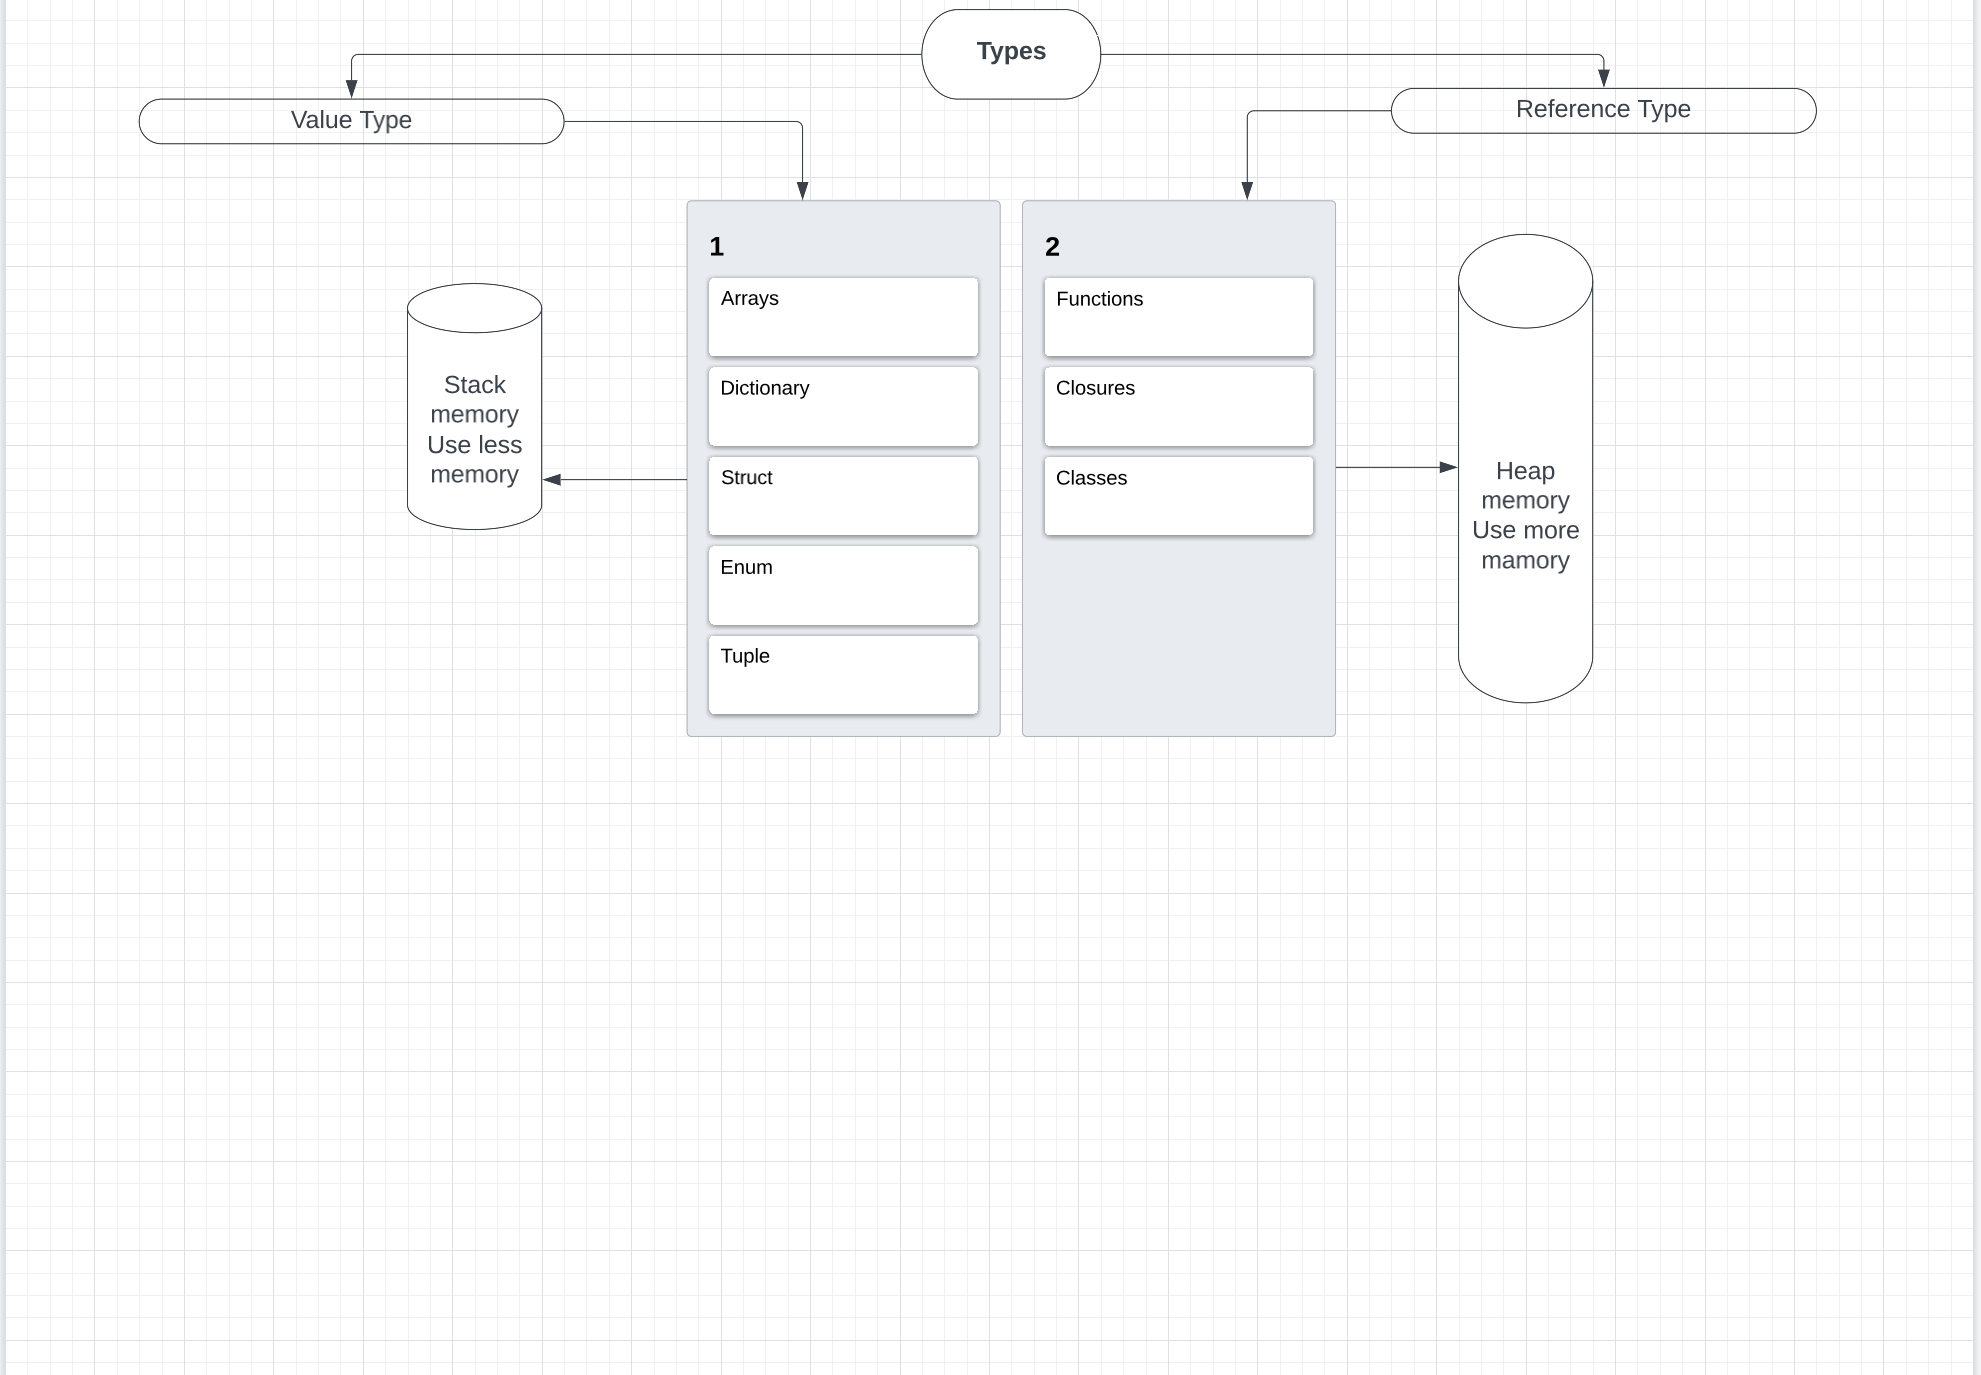 Types
Value Type
Reference Type
1
Arrays
Dictionary
Struct
Enum
Tuple
2
Functions
Closures
Classes
Stack
memory
Use less
memory
Heap
memory
Use more
mamory